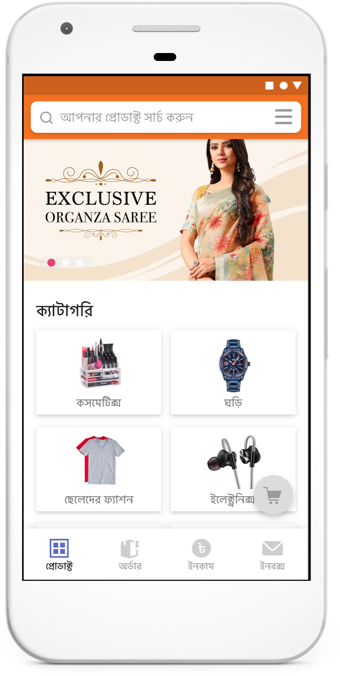 আপনার প্রোডাক্ট সার্চ করুন
EXCLUSIVE
ORGANZA SAREE
ক্যাটাগরি
কসমেটিক্স
ঘড়ি
ছেলেদের ফ্যাশন
ইলেক্ট্রনিক্স
প্রোডাক্ট
অর্ডার
ইনকাম
ইনবক্স